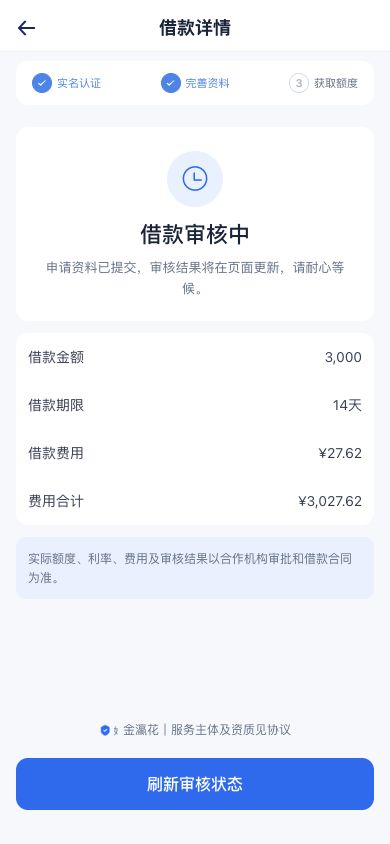 借款详情
实名认证
完善资料
3 获取额度
借款审核中
申请资料已提交，审核结果将在页面更新，请耐心等
候。
借款金额 3,000
借款期限 14天
借款费用 ¥27.62
费用合计 ¥3,027.62
实际额度、利率、费用及审核结果以合作机构审批和借款合同
为准。
金瀛花｜服务主体及资质见协议
刷新审核状态